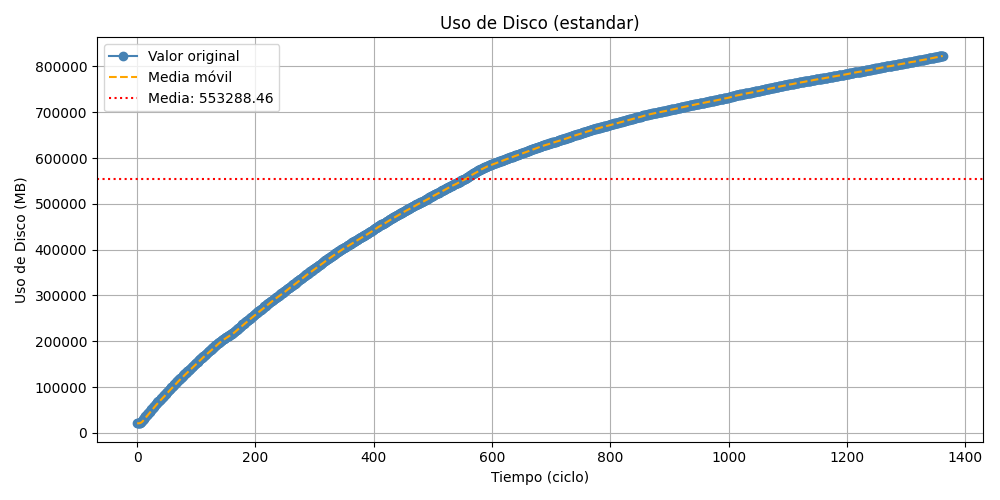 Uso de Disco (estandar)
Valor original
Media móvil
Media: 553288.46
Uso de Disco (MB)
800000
700000
600000
500000
400000
300000
200000
100000
0
0 200 400 600 800 1000 1200 1400
Tiempo (ciclo)